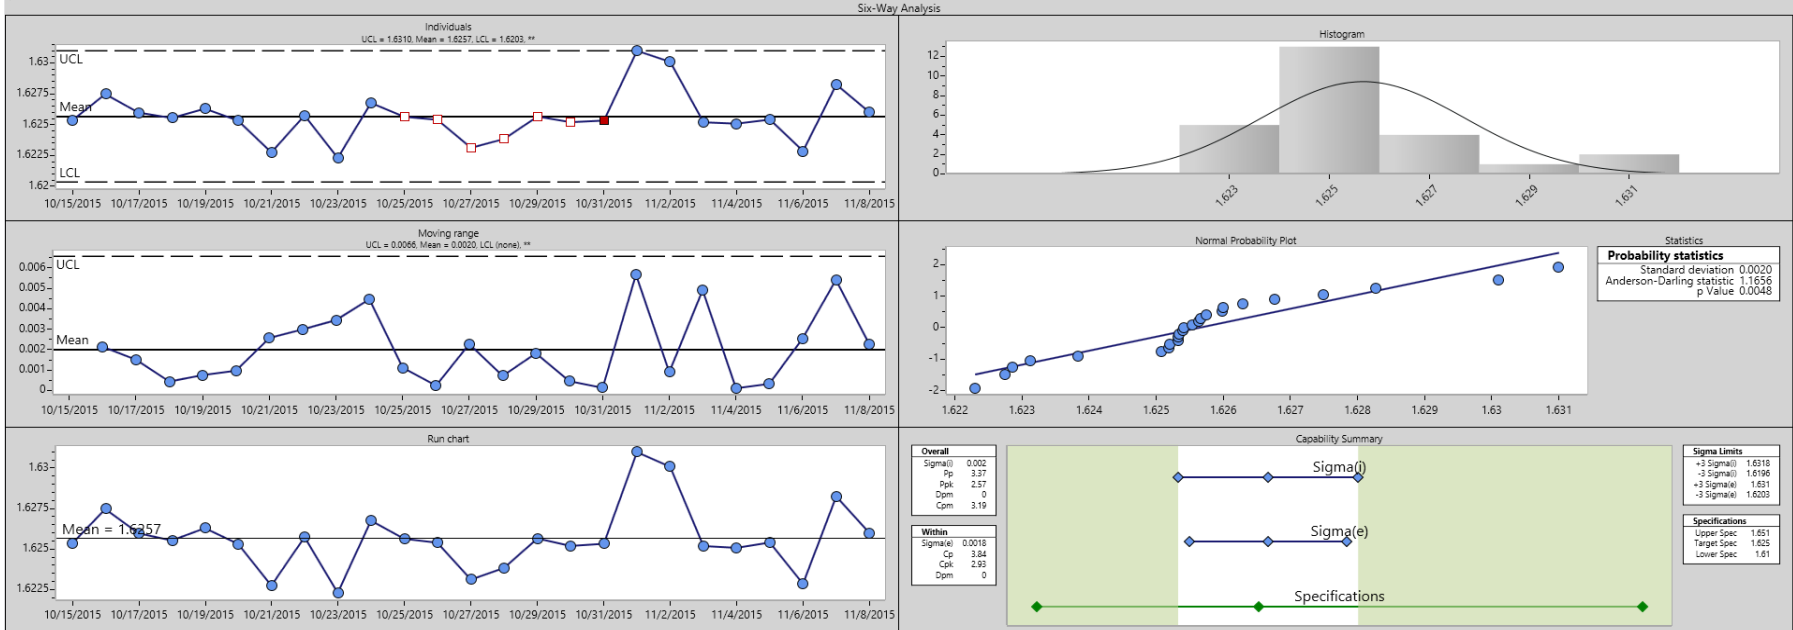 Six-Way Analysis
Individuals
UCL = 1.6310, Mean = 1.6257, LCL = 1.6203, **
UCL
1.63
1.6275
Mean
1.625
1.6225
LCL
1.62
10/15/2015 10/17/2015 10/19/2015 10/21/2015 10/23/2015 10/25/2015 10/27/2015 10/29/2015 10/31/2015 11/2/2015 11/4/2015 11/6/2015 11/8/2015
Histogram
12
10
8
6
4
2
0
1.623 1.625 1.627 1.629 1.631
Moving range
UCL = 0.0066, Mean = 0.0020, LCL (none), **
0.006
UCL
0.005
0.004
0.003
Mean
0.002
0.001
0
10/15/2015 10/17/2015 10/19/2015 10/21/2015 10/23/2015 10/25/2015 10/27/2015 10/29/2015 10/31/2015 11/2/2015 11/4/2015 11/6/2015 11/8/2015
Normal Probability Plot
2
1
0
-1
-2
1.622 1.623 1.624 1.625 1.626 1.627 1.628 1.629 1.63 1.631
Statistics
Probability statistics
Standard deviation 0.0020
Anderson-Darling statistic 1.1656
p Value 0.0048
Run chart
1.63
1.6275
Mean = 1.6257
1.625
1.6225
10/15/2015 10/17/2015 10/19/2015 10/21/2015 10/23/2015 10/25/2015 10/27/2015 10/29/2015 10/31/2015 11/2/2015 11/4/2015 11/6/2015 11/8/2015
Capability Summary
Overall
Sigma(i) 0.002
Pp 3.37
Ppk 2.57
Dpm 0
Cpm 3.19
Within
Sigma(e) 0.0018
Cp 3.84
Cpk 2.93
Dpm 0
Sigma(i)
Sigma(e)
Specifications
Sigma Limits
+3 Sigma(i) 1.6318
-3 Sigma(i) 1.6196
+3 Sigma(e) 1.631
-3 Sigma(e) 1.6203
Specifications
Upper Spec 1.651
Target Spec 1.625
Lower Spec 1.61